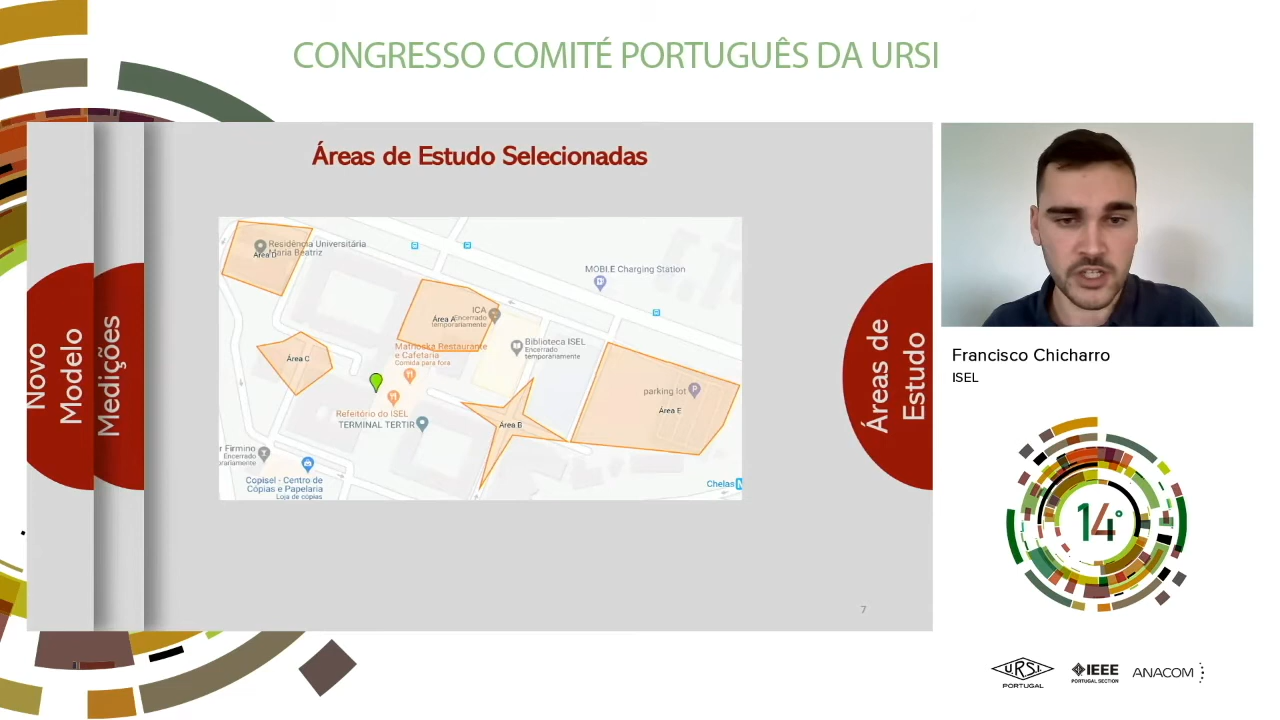 CONGRESSO COMITÉ PORTUGUÊS DA URSI
Áreas de Estudo Selecionadas
Novo
Modelo
Medições
Áreas de
Estudo
Residência Universitária
Maria Beatriz
Área D
MOBI.E Charging Station
ICA
Encerrado
temporariamente
Área A
Biblioteca ISEL
Encerrado
temporariamente
Matrioska Restaurante
e Cafetaria
Comida para fora
Área C
parking lot
Área E
Refeitório do ISEL
TERMINAL TERTIR
Área B
r Firmino
Encerrado
orariamente
Copisel - Centro de
Cópias e Papelaria
Loja de cópias
Chelas
7
Francisco Chicharro
ISEL
14°
U.R.S.I.
PORTUGAL
IEEE
PORTUGAL SECTION
ANACOM